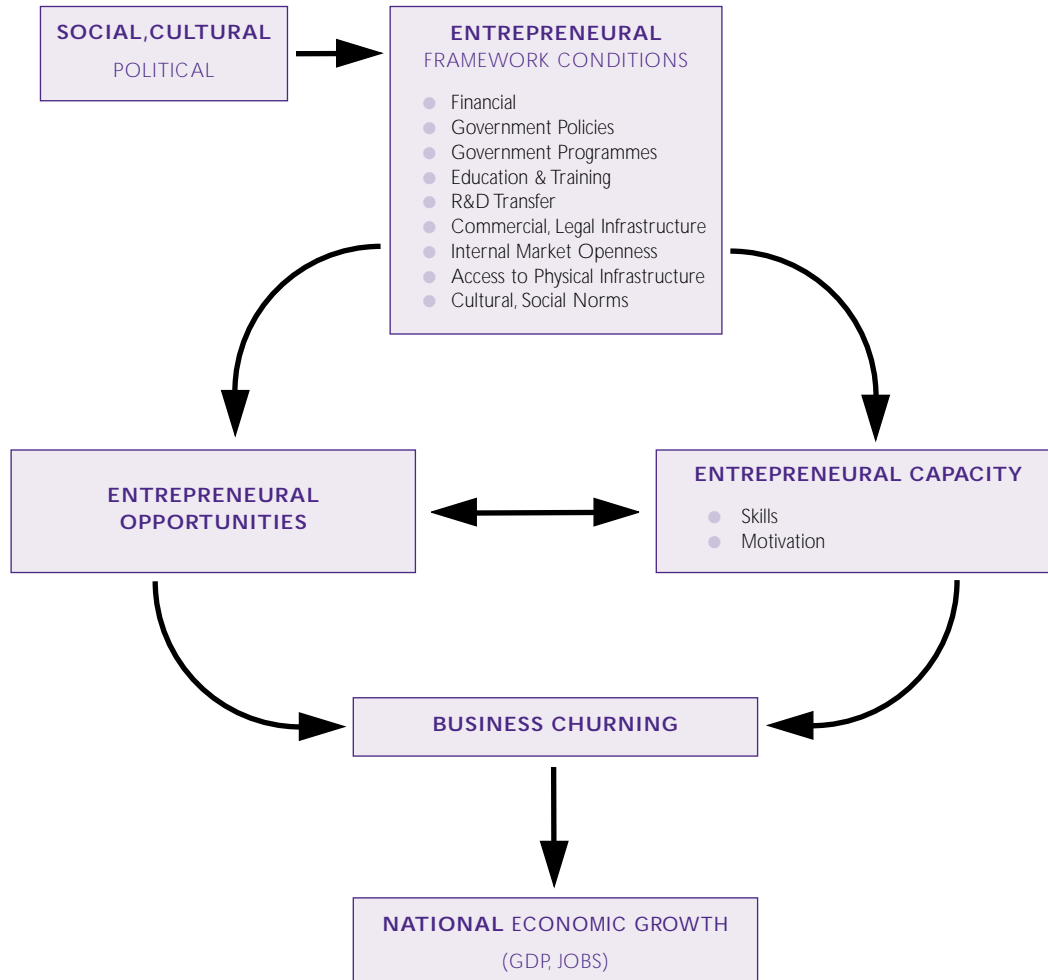 SOCIAL,CULTURAL
POLITICAL
ENTREPRENEURAL
FRAMEWORK CONDITIONS
Financial
Government Policies
Government Programmes
Education & Training
R&D Transfer
Commercial, Legal Infrastructure
Internal Market Openness
Access to Physical Infrastructure
Cultural, Social Norms
ENTREPRENEURAL
OPPORTUNITIES
ENTREPRENEURAL CAPACITY
Skills
Motivation
BUSINESS CHURNING
NATIONAL ECONOMIC GROWTH
(GDP, JOBS)